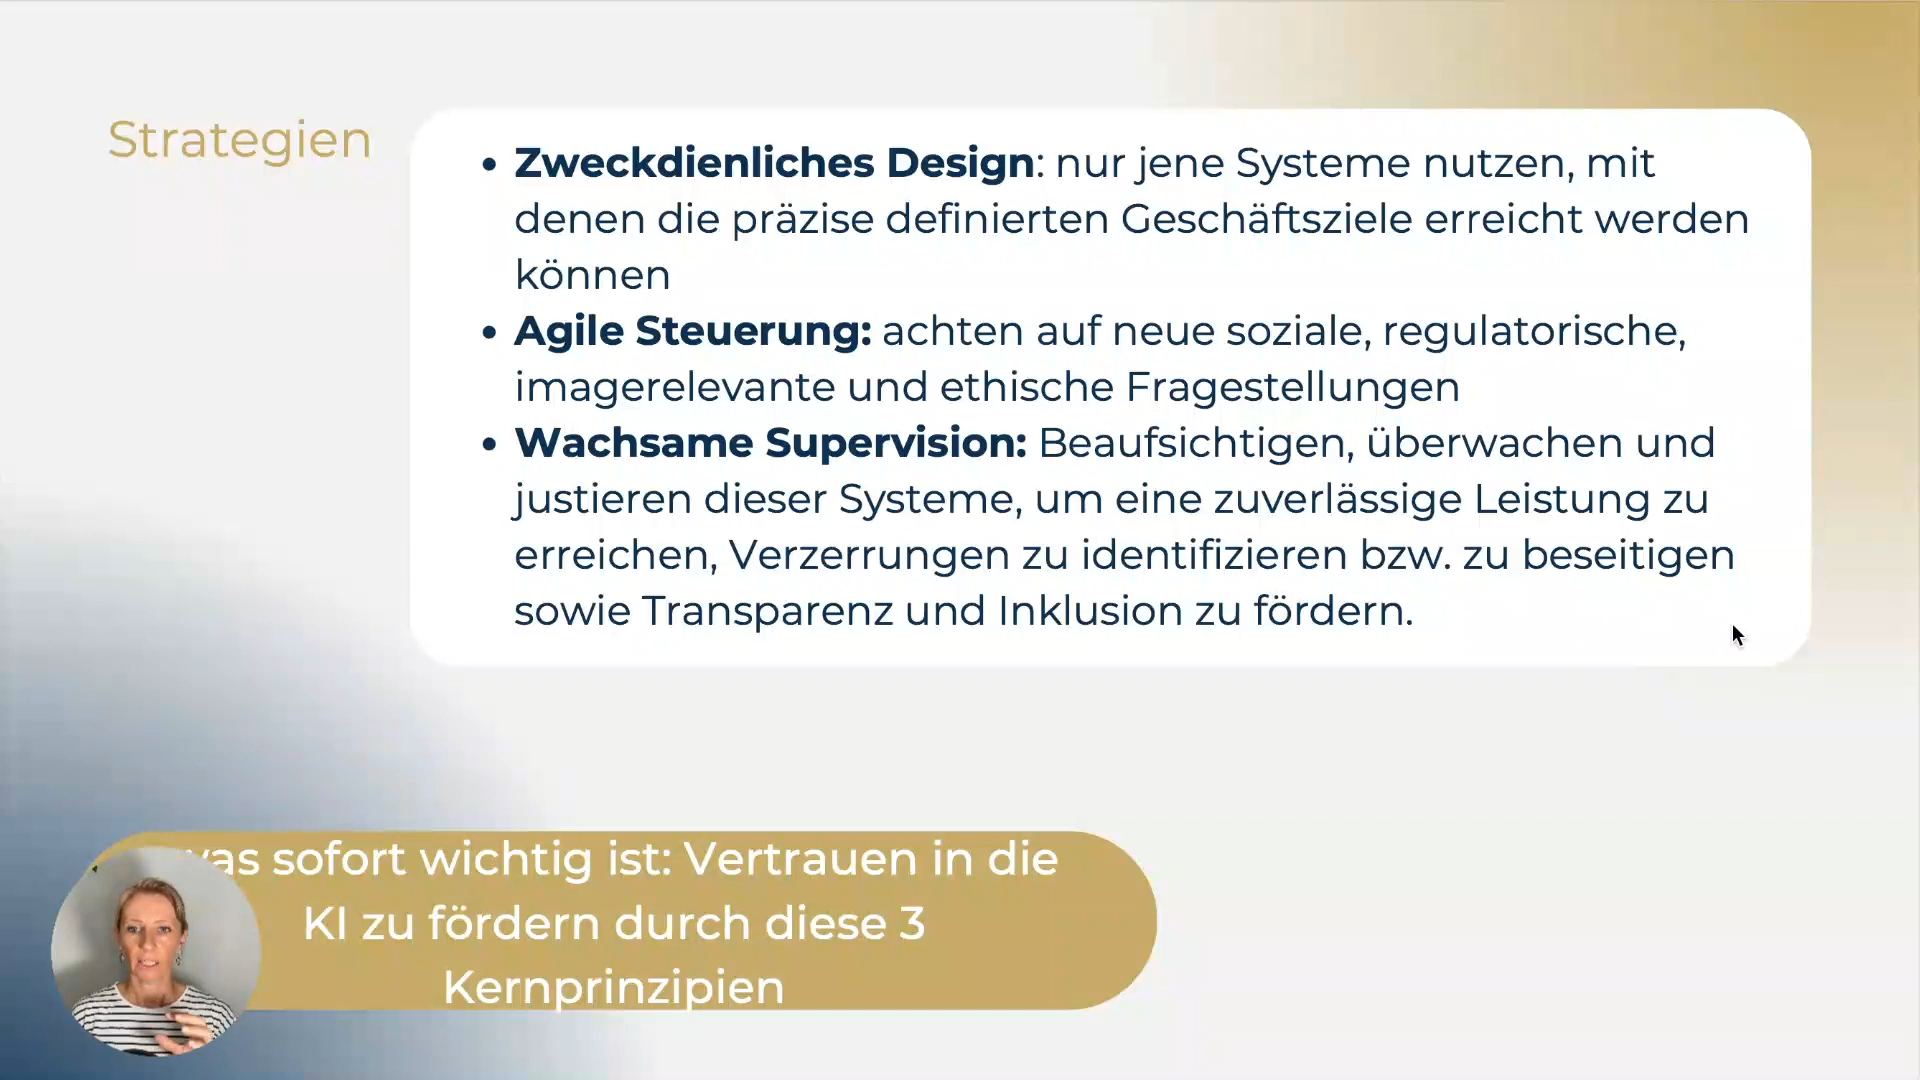 Strategien
• Zweckdienliches Design: nur jene Systeme nutzen, mit
denen die präzise definierten Geschäftsziele erreicht werden
können
• Agile Steuerung: achten auf neue soziale, regulatorische,
imagerelevante und ethische Fragestellungen
• Wachsame Supervision: Beaufsichtigen, überwachen und
justieren dieser Systeme, um eine zuverlässige Leistung zu
erreichen, Verzerrungen zu identifizieren bzw. zu beseitigen
sowie Transparenz und Inklusion zu fördern.
sofort wichtig ist: Vertrauen in die
KI zu fördern durch diese 3
Kernprinzipien